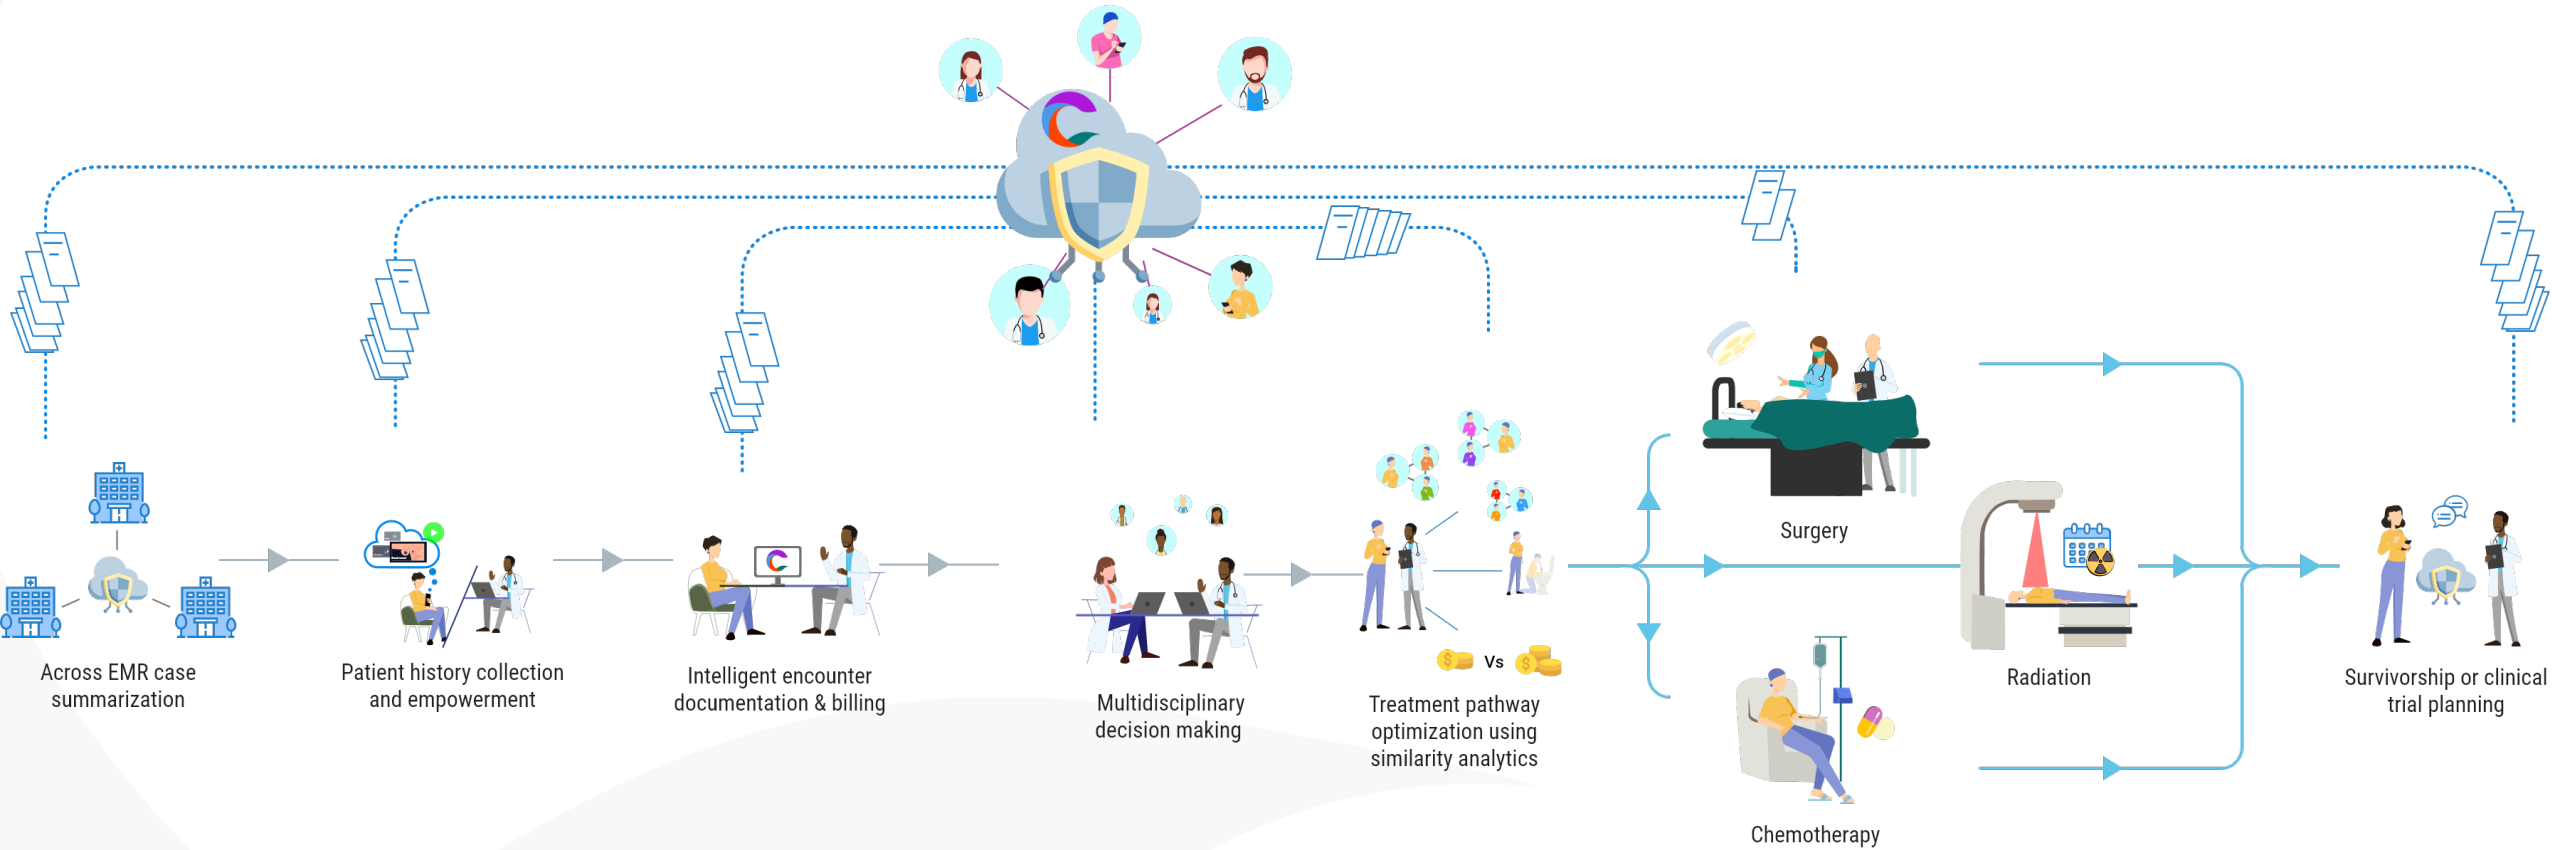 Across EMR case
summarization
Patient history collection
and empowerment
Intelligent encounter
documentation & billing
Multidisciplinary
decision making
Vs
Treatment pathway
optimization using
similarity analytics
Surgery
Radiation
Chemotherapy
Survivorship or clinical
trial planning